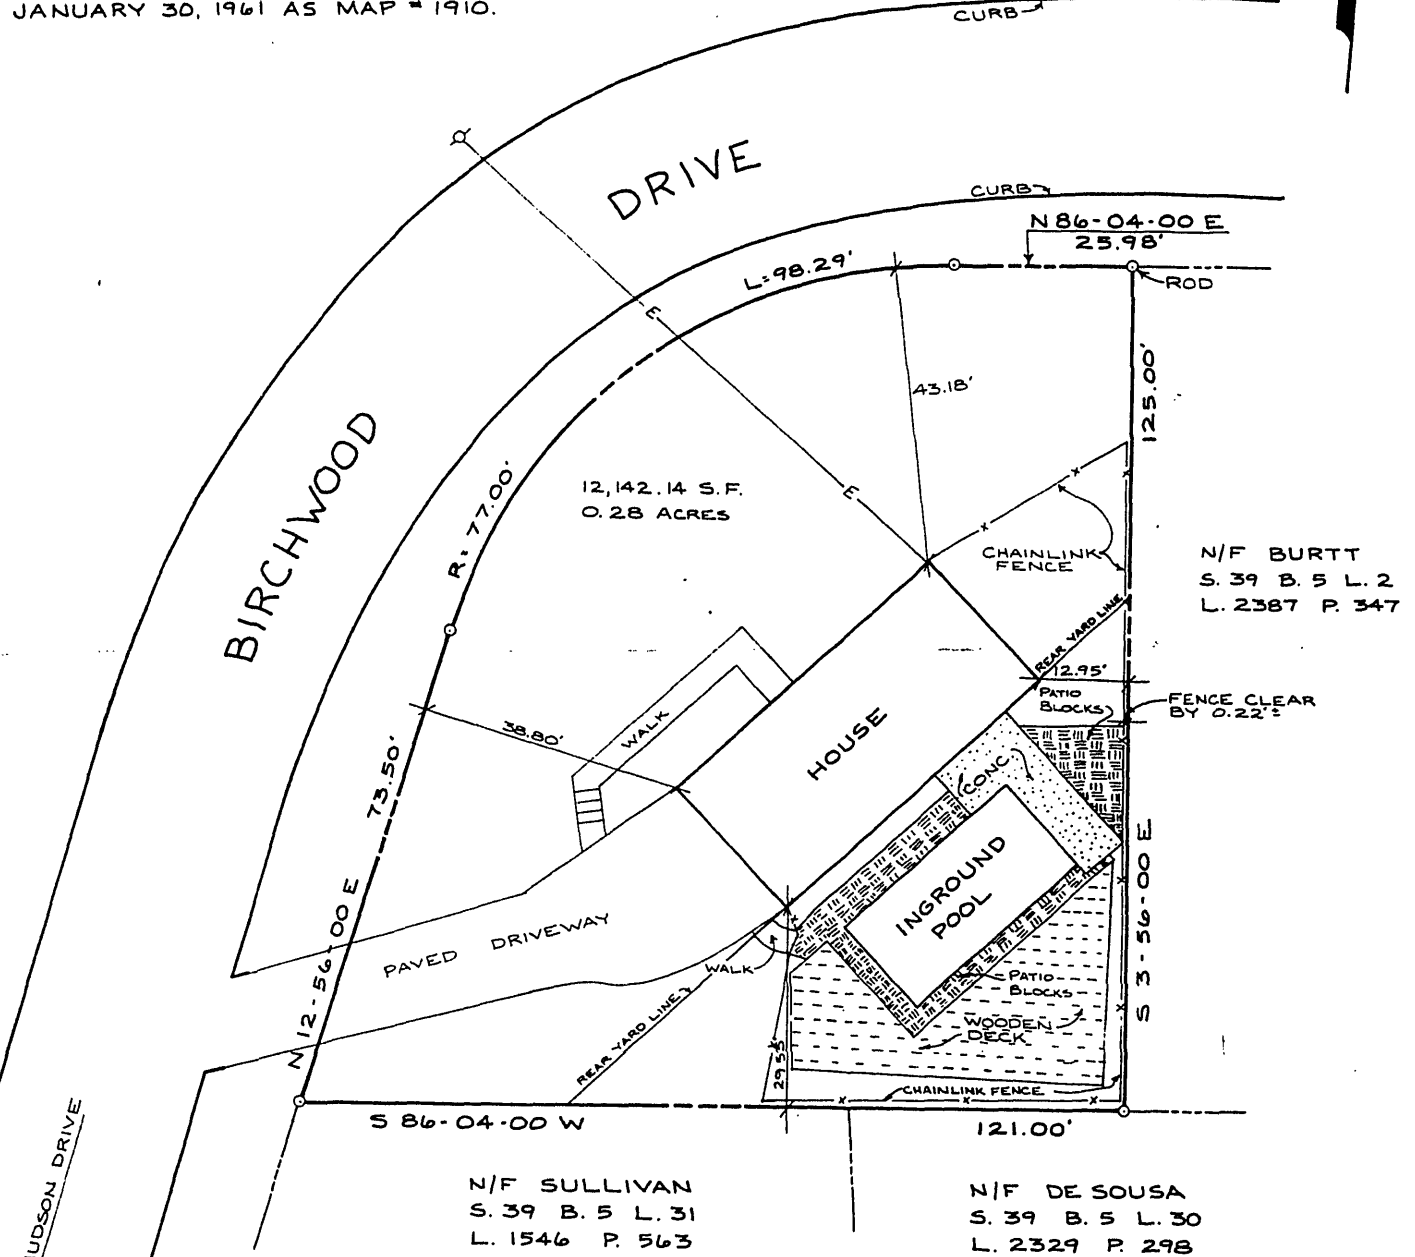 JANUARY 30, 1961 AS MAP # 1910.
CURB
DRIVE
CURB
N 86-04-00 E
25.98'
L=98.29'
ROD
E
43.18'
125.00'
BIRCHWOOD
R=77.00'
12,142.14 S.F.
0.28 ACRES
E
CHAINLINK
FENCE
N/F BURTT
S. 39 B. 5 L. 2
L. 2387 P. 347
REAR YARD LINE
12.95'
PATIO
BLOCKS
FENCE CLEAR
BY 0.22'±
WALK
38.80'
HOUSE
CONC.
73.50'
INGROUND
POOL
N 12-56-00 E
PAVED DRIVEWAY
WALK
S 3-56-00 E
PATIO
BLOCKS
WOODEN
DECK
REAR YARD LINE
29.55'
CHAINLINK FENCE
S 86-04-00 W
121.00'
HUDSON DRIVE
N/F SULLIVAN
S. 39 B. 5 L. 31
L. 1546 P. 563
N/F DE SOUSA
S. 39 B. 5 L. 30
L. 2329 P. 298